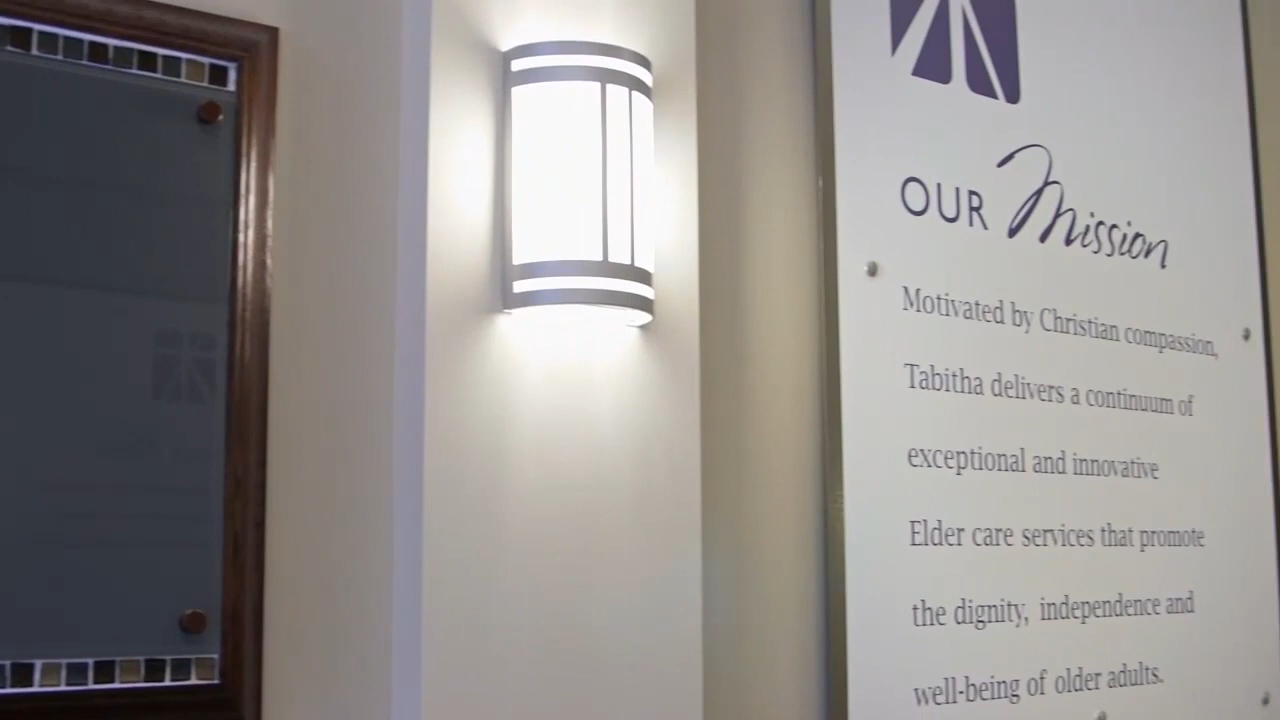 OUR Mission
Motivated by Christian compassion,
Tabitha delivers a continuum of
exceptional and innovative
Elder care services that promote
the dignity, independence and
well-being of older adults.